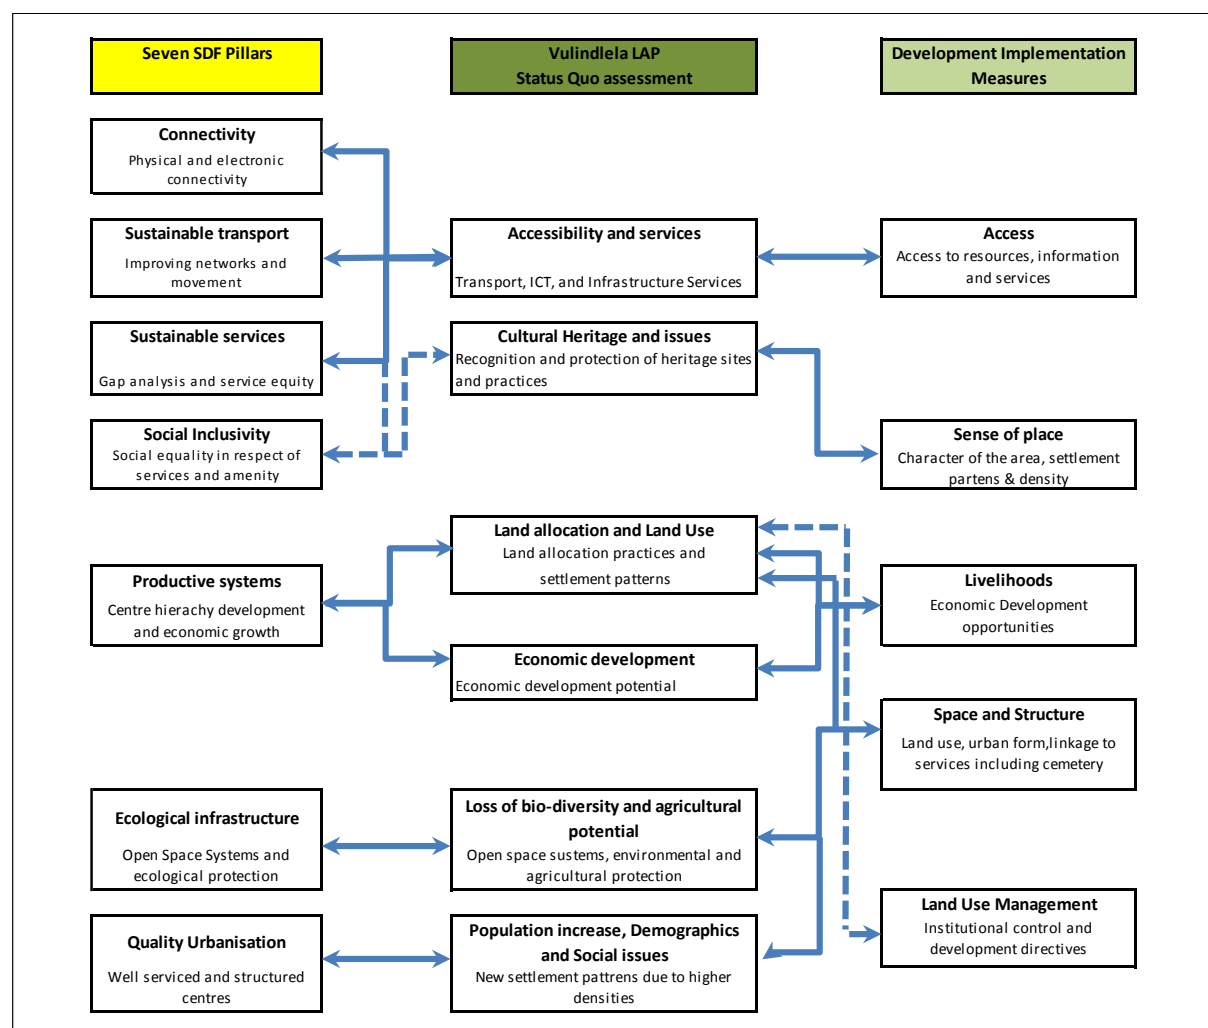 Seven SDF Pillars
Vulindlela LAP
Status Quo assessment
Development Implementation
Measures
Connectivity
Physical and electronic
connectivity
Sustainable transport
Improving networks and
movement
Accessibility and services
Transport, ICT, and Infrastructure Services
Access
Access to resources, information
and services
Sustainable services
Gap analysis and service equity
Cultural Heritage and issues
Recognition and protection of heritage sites
and practices
Social Inclusivity
Social equality in respect of
services and amenity
Sense of place
Character of the area, settlement
partens & density
Land allocation and Land Use
Land allocation practices and
settlement patterns
Productive systems
Centre hierarchy development
and economic growth
Livelihoods
Economic Development
opportunities
Economic development
Economic development potential
Space and Structure
Land use, urban form,linkage to
services including cemetery
Ecological infrastructure
Open Space Systems and
ecological protection
Loss of bio-diversity and agricultural
potential
Open space sustems, environmental and
agricultural protection
Land Use Management
Institutional control and
development directives
Quality Urbanisation
Well serviced and structured
centres
Population increase, Demographics
and Social issues
New settlement pattrens due to higher
densities